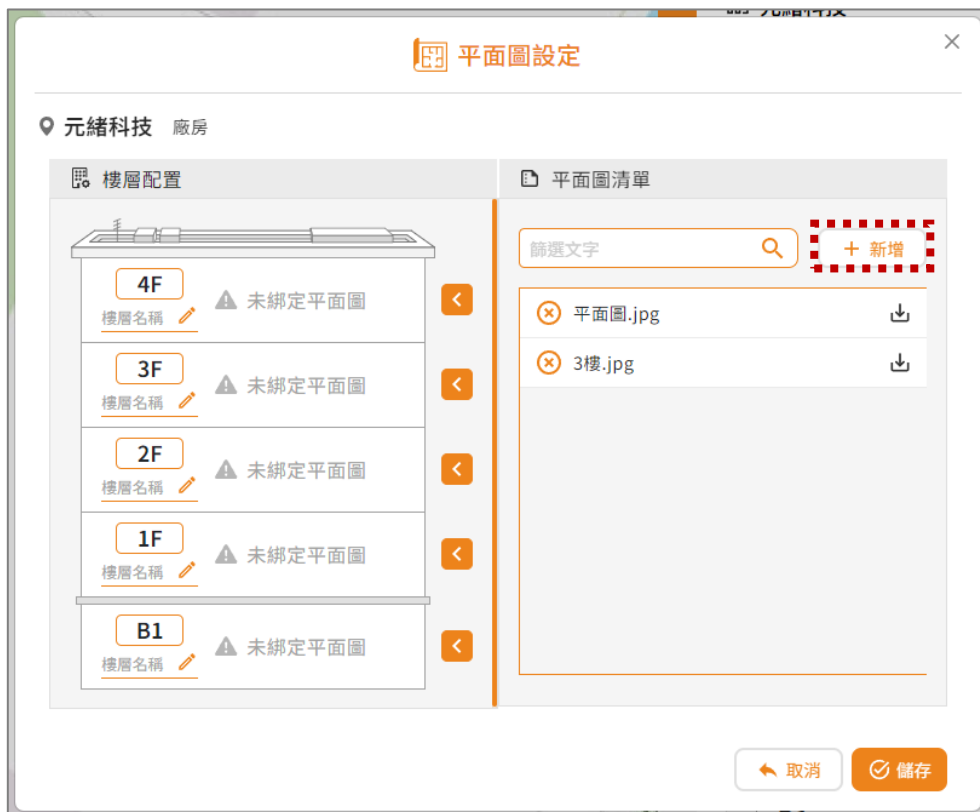 元緒科技
平面圖設定
元緒科技 廠房
樓層配置
平面圖清單
篩選文字
+ 新增
4F
樓層名稱
未綁定平面圖
3F
樓層名稱
未綁定平面圖
2F
樓層名稱
未綁定平面圖
1F
樓層名稱
未綁定平面圖
B1
樓層名稱
未綁定平面圖
平面圖.jpg
3樓.jpg
取消
儲存